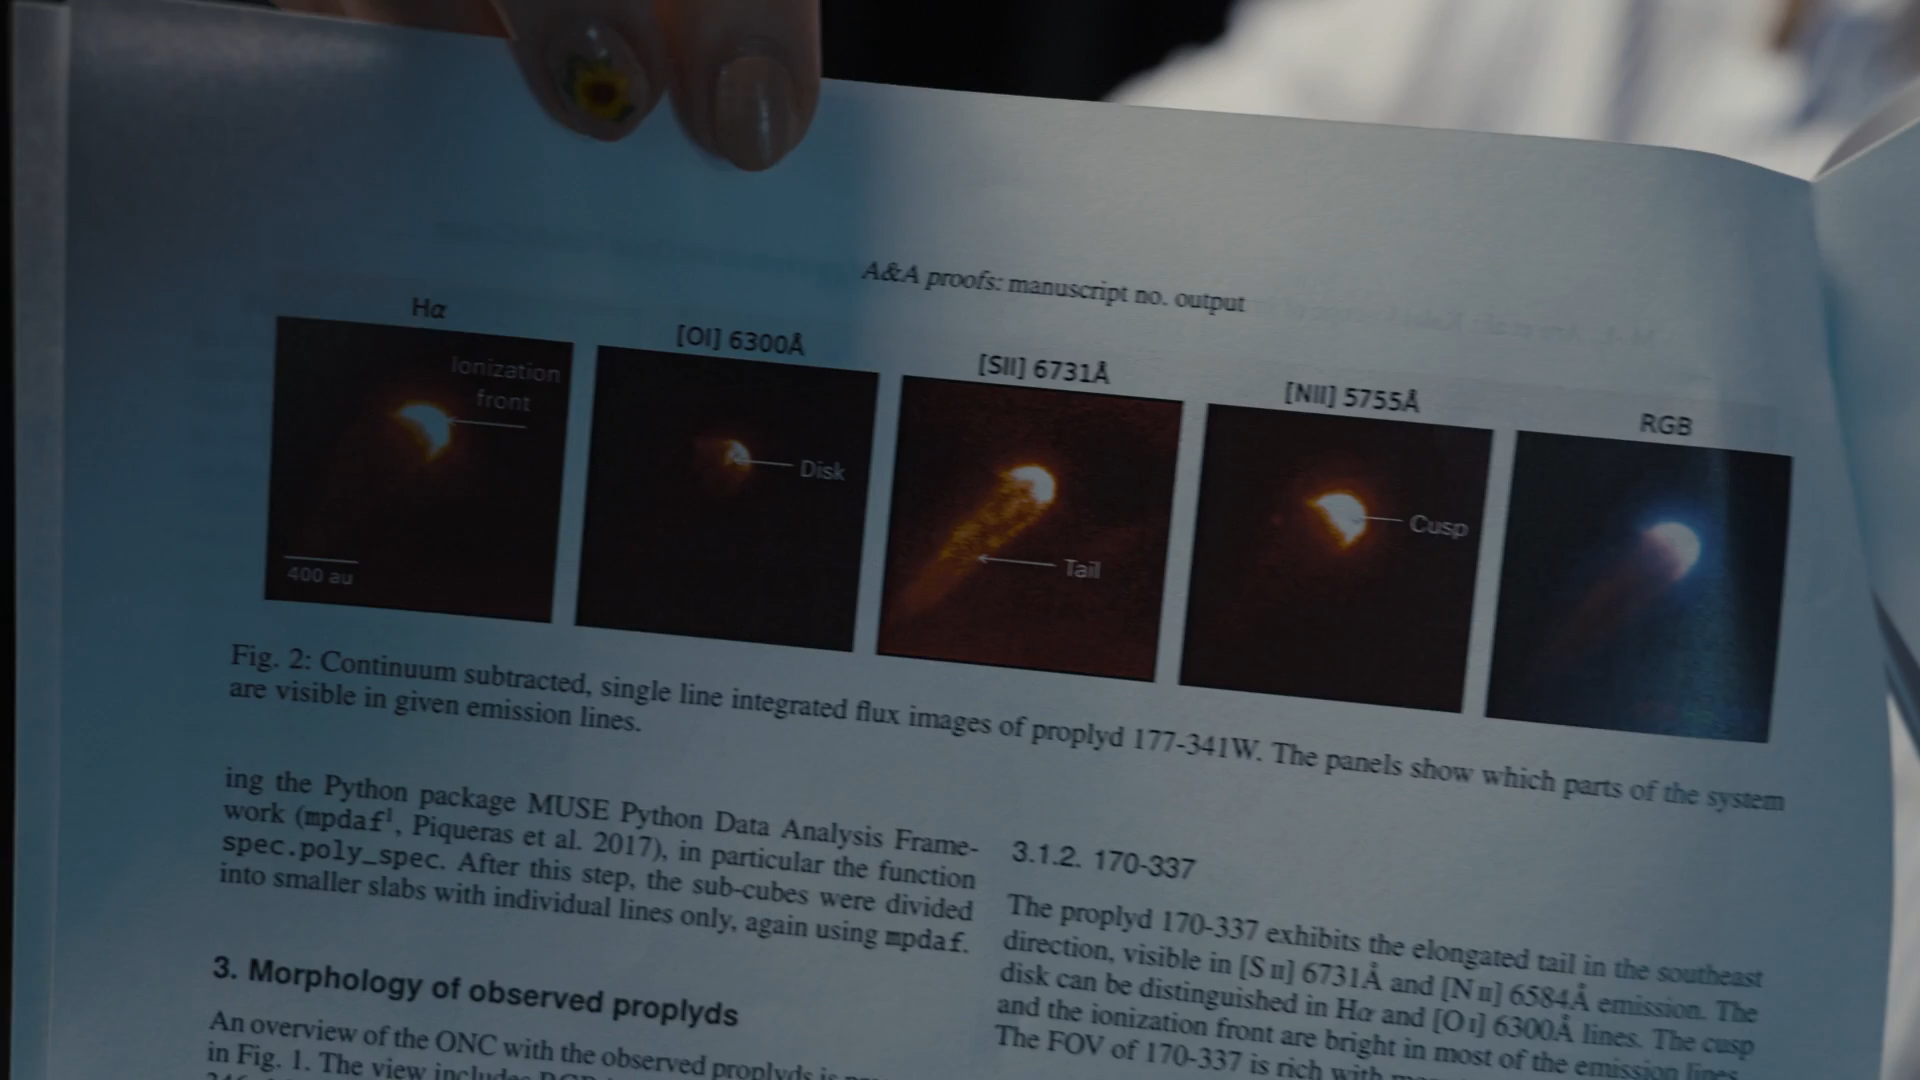 A&A proofs: manuscript no. output
Hα
[OI] 6300Å
[SII] 6731Å
[NII] 5755Å
RGB
Ionization
front
400 au
Disk
Tail
Cusp
Fig. 2: Continuum subtracted, single line integrated flux images of proplyd 177-341W. The panels show which parts of the system
are visible in given emission lines.
ing the Python package MUSE Python Data Analysis Frame-
work (mpdaf¹, Piqueras et al. 2017), in particular the function
spec.poly_spec. After this step, the sub-cubes were divided
into smaller slabs with individual lines only, again using mpdaf.
3. Morphology of observed proplyds
An overview of the ONC with the observed proplyds is
in Fig. 1. The view includes
3.1.2. 170-337
The proplyd 170-337 exhibits the elongated tail in the southeast
direction, visible in [S II] 6731Å and [N II] 6584Å emission. The
disk can be distinguished in Hα and [O I] 6300Å lines. The cusp
and the ionization front are bright in most of the emission lines.
The FOV of 170-337 is rich with